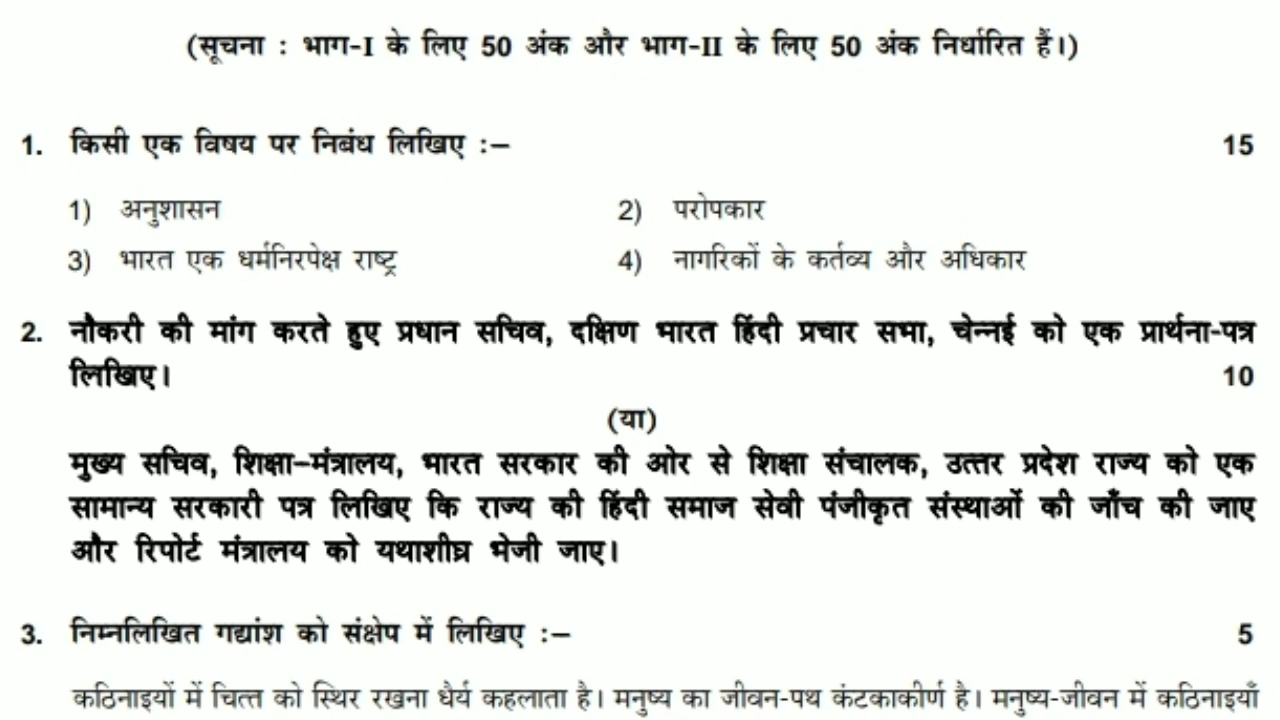 (सूचना : भाग-I के लिए 50 अंक और भाग-II के लिए 50 अंक निर्धारित हैं।)
1. किसी एक विषय पर निबंध लिखिए :– 15
1) अनुशासन 2) परोपकार
3) भारत एक धर्मनिरपेक्ष राष्ट्र 4) नागरिकों के कर्तव्य और अधिकार
2. नौकरी की मांग करते हुए प्रधान सचिव, दक्षिण भारत हिंदी प्रचार सभा, चेन्नई को एक प्रार्थना-पत्र
लिखिए। 10
(या)
मुख्य सचिव, शिक्षा–मंत्रालय, भारत सरकार की ओर से शिक्षा संचालक, उत्तर प्रदेश राज्य को एक
सामान्य सरकारी पत्र लिखिए कि राज्य की हिंदी समाज सेवी पंजीकृत संस्थाओं की जाँच की जाए
और रिपोर्ट मंत्रालय को यथाशीघ्र भेजी जाए।
3. निम्नलिखित गद्यांश को संक्षेप में लिखिए :– 5
कठिनाइयों में चित्त को स्थिर रखना धैर्य कहलाता है। मनुष्य का जीवन-पथ कंटकाकीर्ण है। मनुष्य-जीवन में कठिनाइयाँ